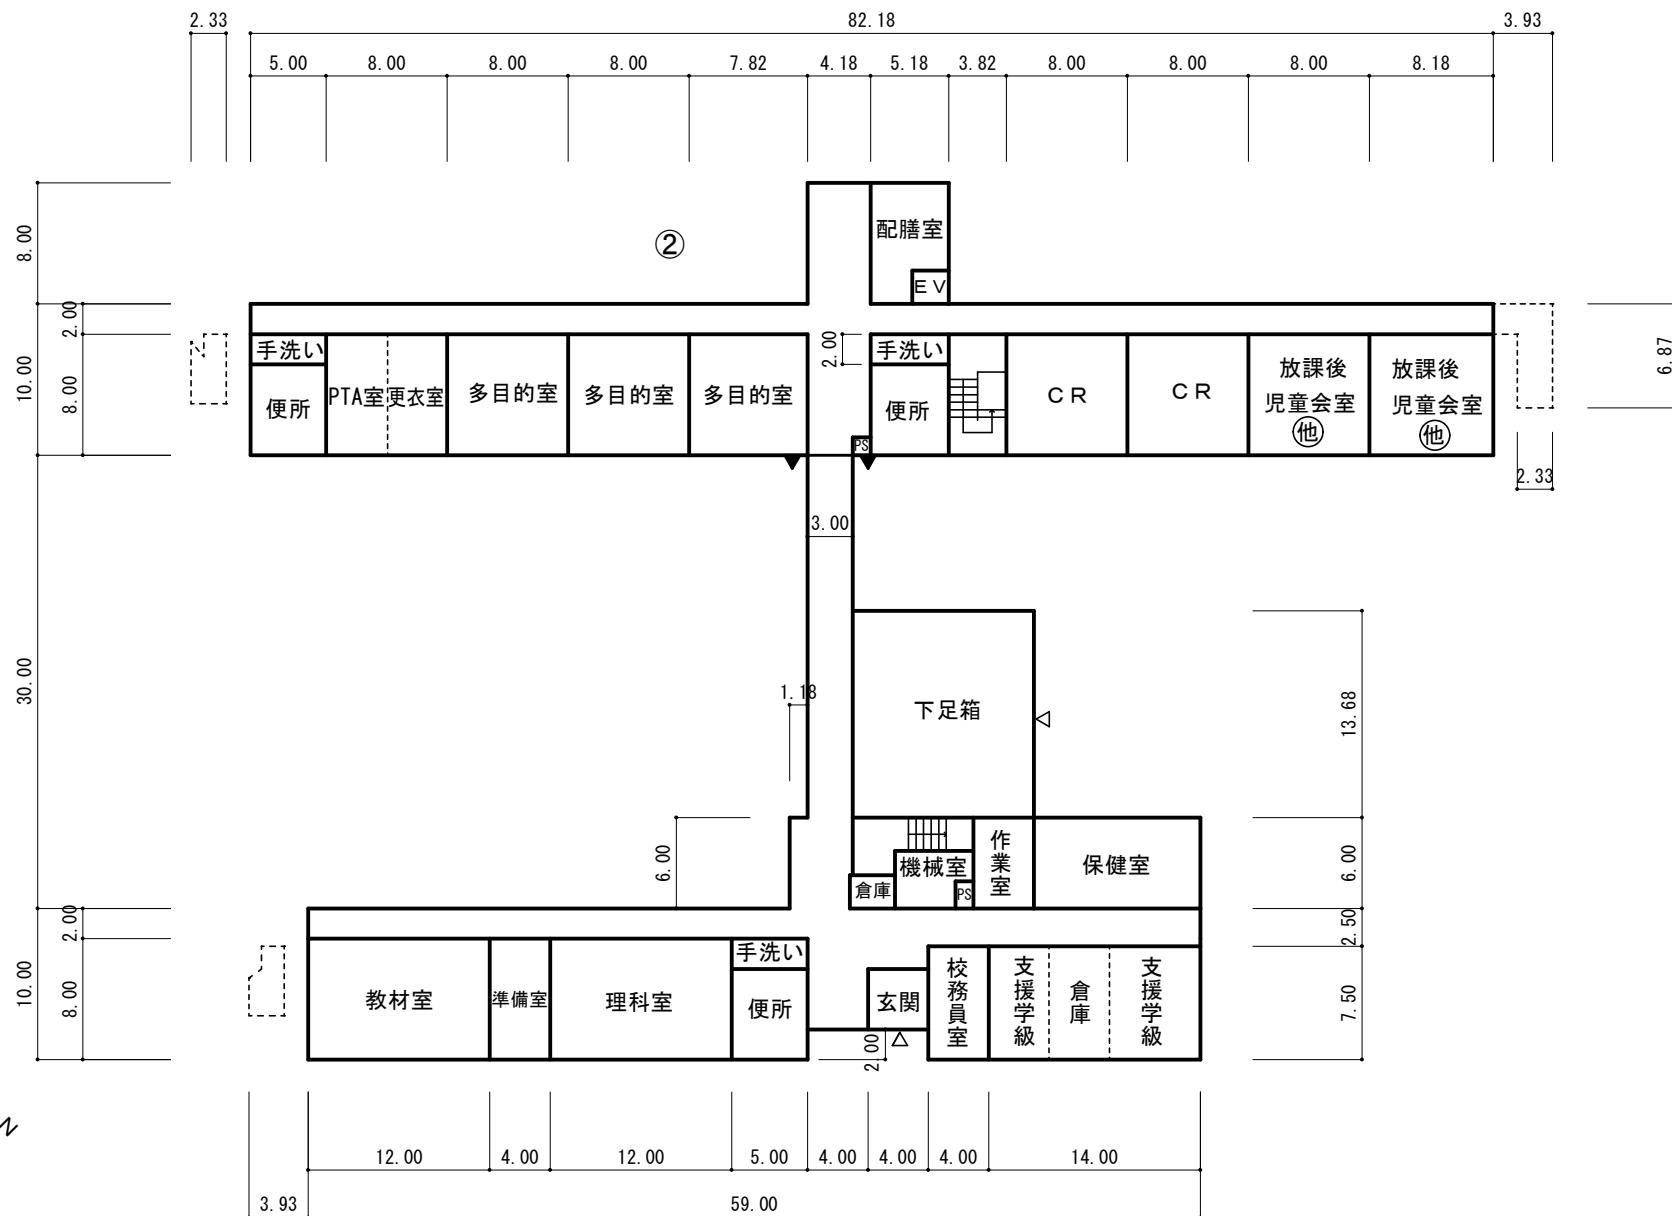 2.33
82.18
3.93
5.00
8.00
8.00
8.00
7.82
4.18
5.18
3.82
8.00
8.00
8.00
8.18
8.00
②
配膳室
EV
10.00
2.00
8.00
手洗い
便所
PTA室
更衣室
多目的室
多目的室
多目的室
2.00
PS
手洗い
便所
CR
CR
放課後
児童会室
他
放課後
児童会室
他
6.87
2.33
3.00
30.00
1.18
下足箱
13.68
6.00
倉庫
機械室
PS
作業室
保健室
6.00
2.50
7.50
10.00
2.00
8.00
教材室
準備室
理科室
手洗い
便所
玄関
2.00
校務員室
支援学級
倉庫
支援学級
N
12.00
4.00
12.00
5.00
4.00
4.00
4.00
14.00
3.93
59.00